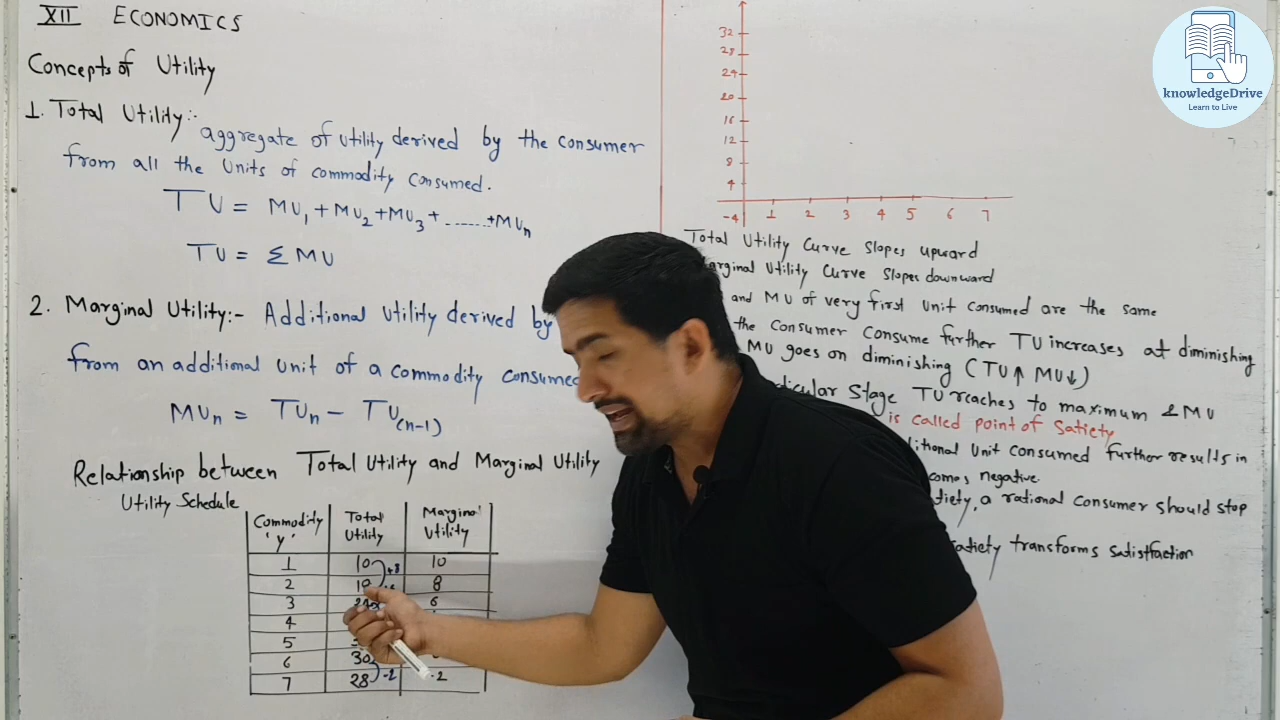 XII ECONOMICS
Concepts of Utility
1. Total Utility:-
aggregate of utility derived by the consumer
from all the units of commodity consumed.
TU = MU1 + MU2 + MU3 + ........ + MUn
TU = Σ MU
2. Marginal Utility:- Additional utility derived by
from an additional unit of a commodity consumed
MUn = TUn - TU(n-1)
Relationship between Total Utility and Marginal Utility
Utility Schedule
Commodity 'y' Total Utility Marginal Utility
1 10 +8 10
2 18 8
3 6
4
5
6 30
7 28 -2 -2
32
28
24
20
16
12
8
4
-4 1 2 3 4 5 6 7
Total Utility Curve Slopes upward
Marginal Utility Curve Slopes downward
and MU of very first unit consumed are the same
the consumer consume further TU increases at diminishing
MU goes on diminishing (TU↑ MU↓)
Stage TU reaches to maximum & MU
is called point of Satiety
Unit consumed further results in
negative
a rational consumer should stop
transforms satisfaction
knowledgeDrive
Learn to Live